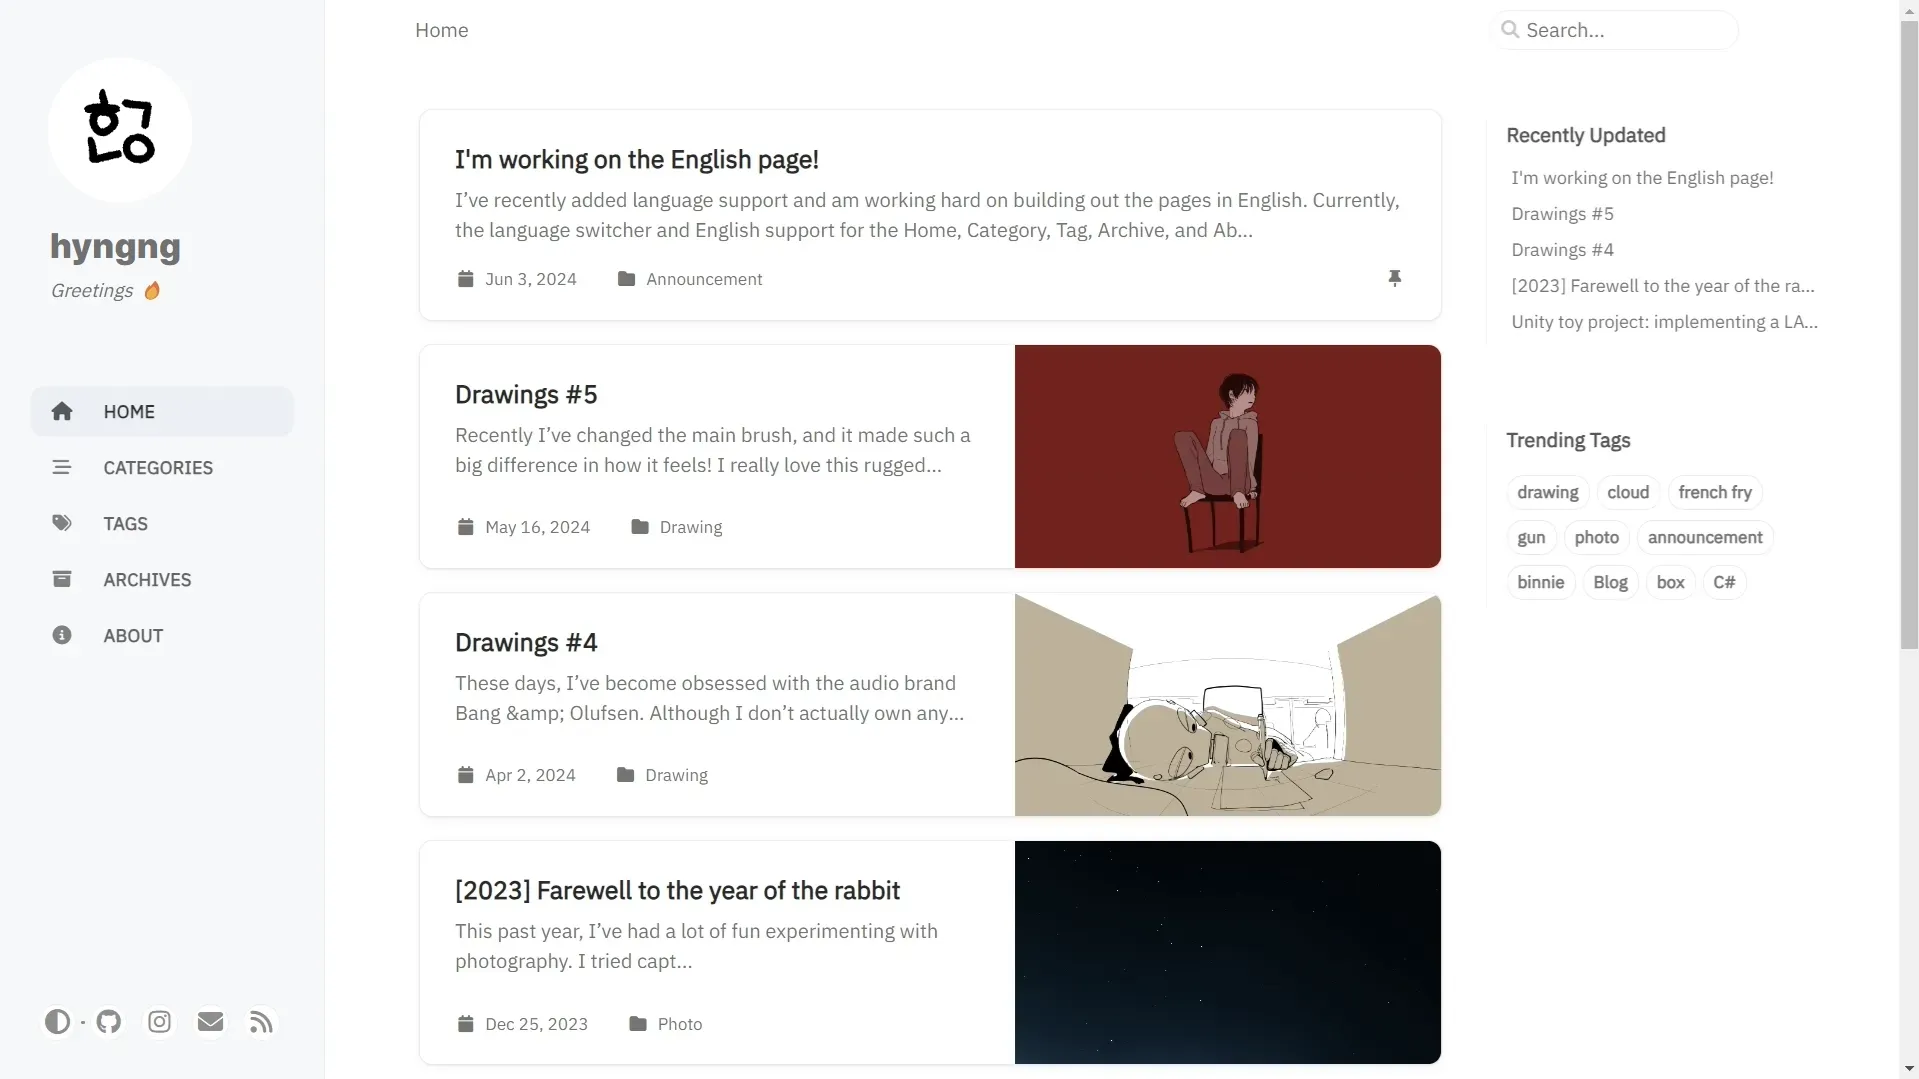 흥
hyngng
Greetings
HOME
CATEGORIES
TAGS
ARCHIVES
ABOUT
Home
Search...
I'm working on the English page!
I’ve recently added language support and am working hard on building out the pages in English. Currently,
the language switcher and English support for the Home, Category, Tag, Archive, and Ab...
Jun 3, 2024 Announcement
Drawings #5
Recently I’ve changed the main brush, and it made such a
big difference in how it feels! I really love this rugged...
May 16, 2024 Drawing
Drawings #4
These days, I’ve become obsessed with the audio brand
Bang &amp; Olufsen. Although I don’t actually own any...
Apr 2, 2024 Drawing
[2023] Farewell to the year of the rabbit
This past year, I’ve had a lot of fun experimenting with
photography. I tried capt...
Dec 25, 2023 Photo
Recently Updated
I'm working on the English page!
Drawings #5
Drawings #4
[2023] Farewell to the year of the ra...
Unity toy project: implementing a LA...
Trending Tags
drawing cloud french fry
gun photo announcement
binnie Blog box C#